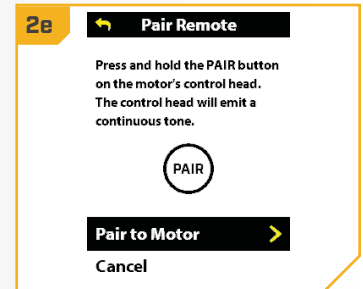 2e
Pair Remote
Press and hold the PAIR button
on the motor's control head.
The control head will emit a
continuous tone.
PAIR
Pair to Motor
Cancel